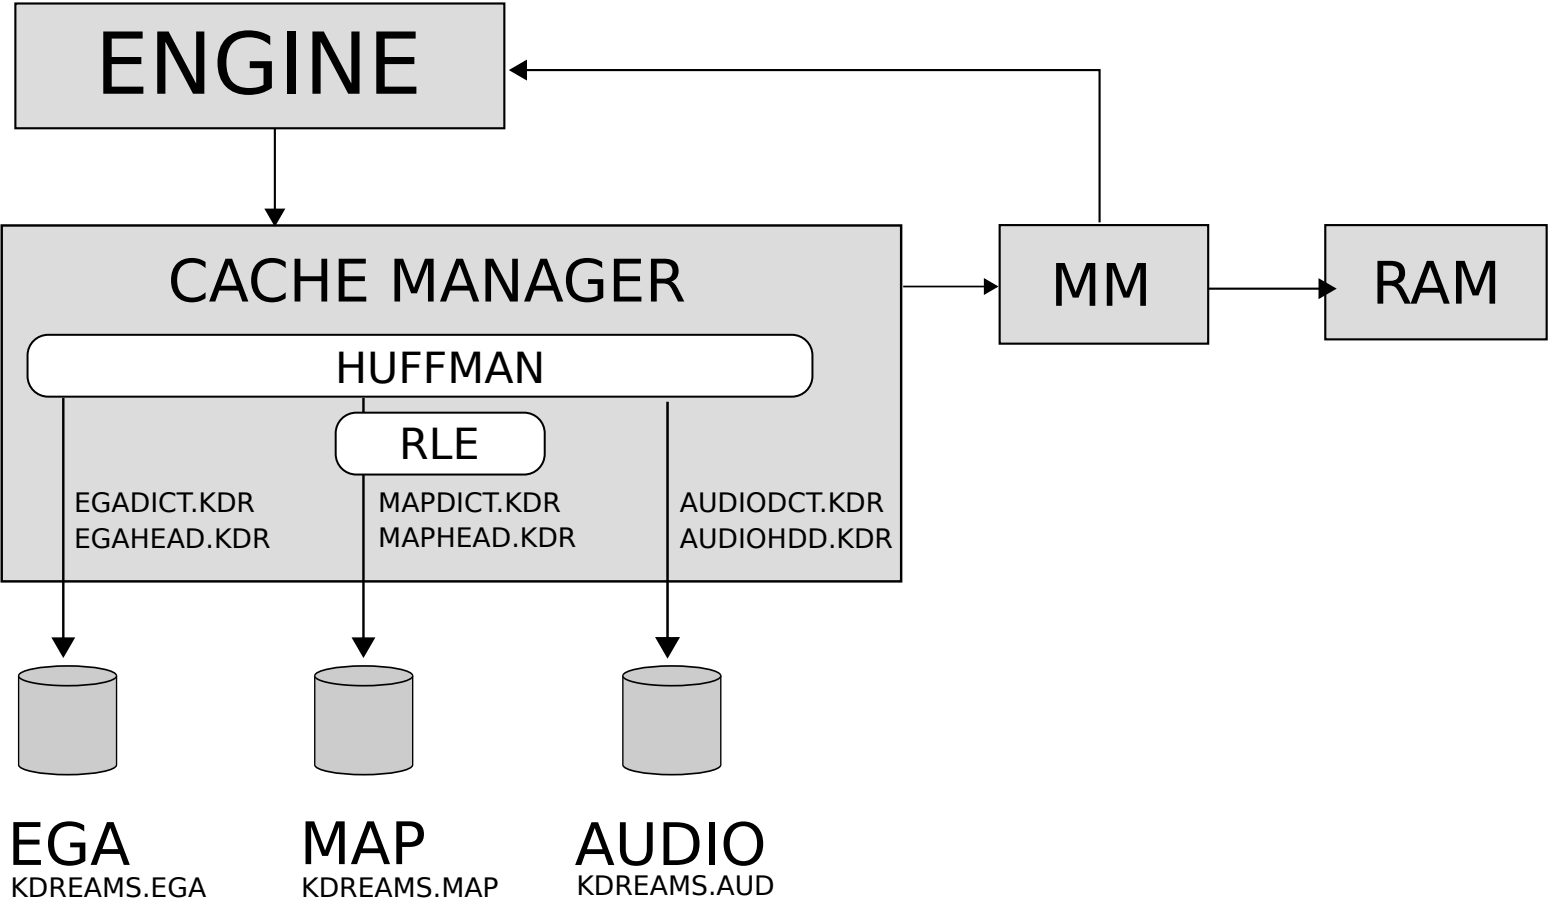 ENGINE
CACHE MANAGER
MM
RAM
HUFFMAN
RLE
EGADICT.KDR
EGAHEAD.KDR
MAPDICT.KDR
MAPHEAD.KDR
AUDIODCT.KDR
AUDIOHDD.KDR
EGA
KDREAMS.EGA
MAP
KDREAMS.MAP
AUDIO
KDREAMS.AUD